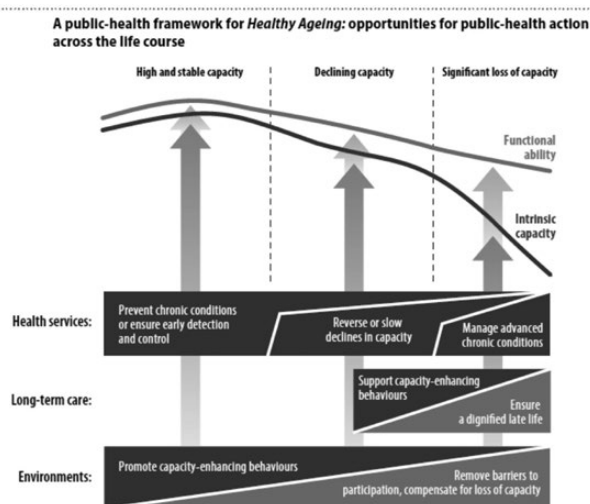 A public-health framework for Healthy Ageing: opportunities for public-health action
across the life course
High and stable capacity
Declining capacity
Significant loss of capacity
Functional
ability
Intrinsic
capacity
Health services:
Prevent chronic conditions
or ensure early detection
and control
Reverse or slow
declines in capacity
Manage advanced
chronic conditions
Long-term care:
Support capacity-enhancing
behaviours
Ensure
a dignified late life
Environments:
Promote capacity-enhancing behaviours
Remove barriers to
participation, compensate for loss of capacity